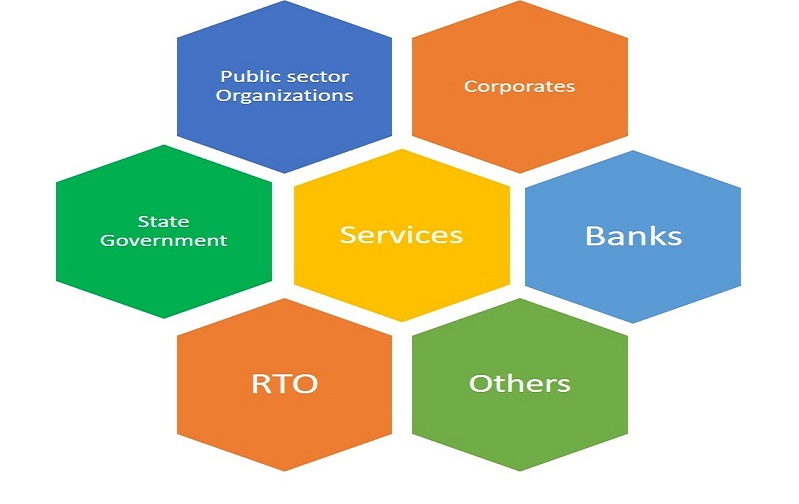 Public sector
Organizations
Corporates
State
Government
Services
Banks
RTO
Others